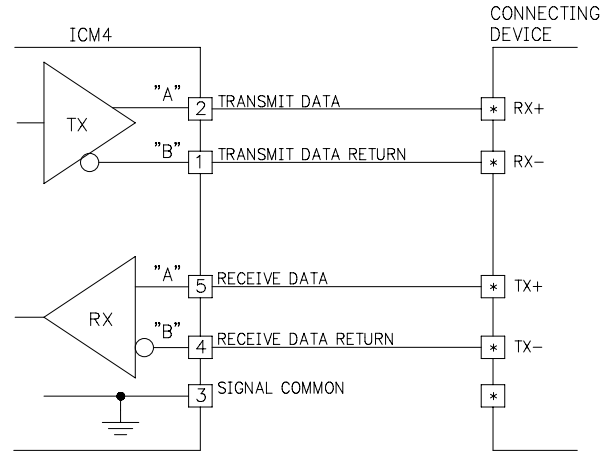 CONNECTING
ICM4 DEVICE
"A" 2 TRANSMIT DATA * RX+
TX
"B" 1 TRANSMIT DATA RETURN * RX-
"A" 5 RECEIVE DATA * TX+
RX
"B" 4 RECEIVE DATA RETURN * TX-
3 SIGNAL COMMON *